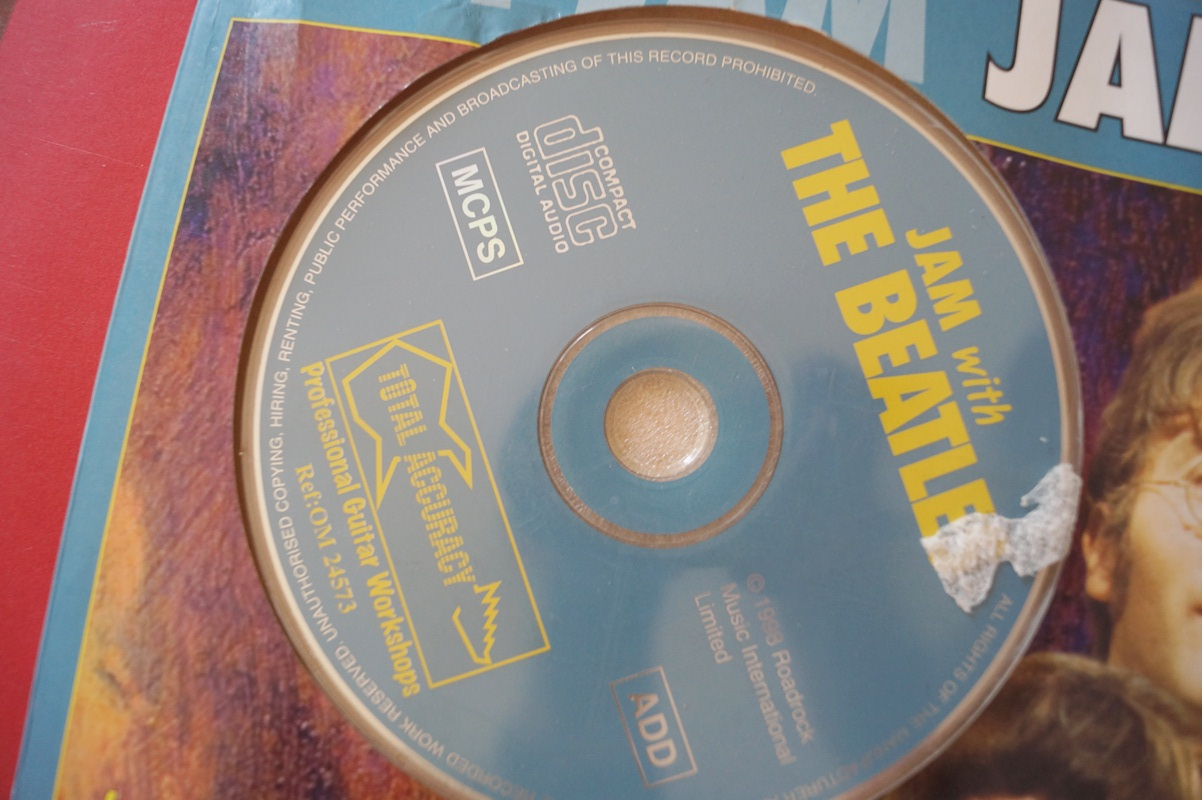 JAM
JAM with
THE BEATLE
COMPACT
disc
DIGITAL AUDIO
MCPS
TOTAL ACCURACY
Professional Guitar Workshops
Ref:OM 24573
© 1998 Roadrock
Music International
Limited
ADD
ALL RIGHTS OF THE MANUFACTURER
RECORDED WORK RESERVED. UNAUTHORISED COPYING, HIRING, RENTING, PUBLIC PERFORMANCE AND BROADCASTING OF THIS RECORD PROHIBITED.